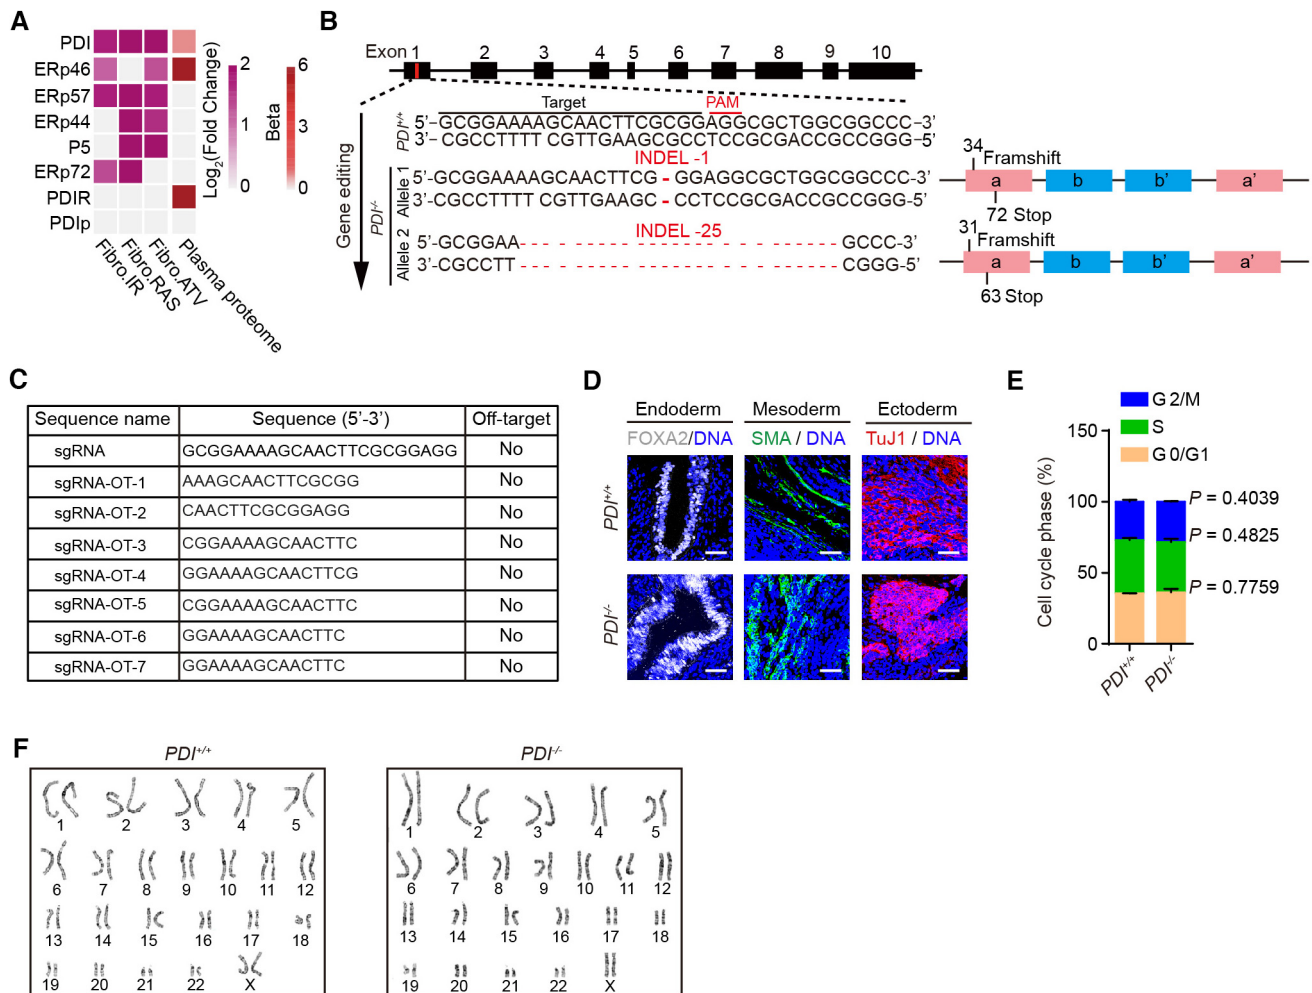 A
PDI
ERp46
ERp57
ERp44
P5
ERp72
PDIR
PDIp
Fibro.IR
Fibro.RAS
Fibro.ATV
Plasma proteome
2
1
0
Log2(Fold Change)
6
3
0
Beta
B
Exon 1 2 3 4 5 6 7 8 9 10
Target PAM
Gene editing
PDI+/+
5'-GCGGAAAAGCAACTTCGCGGAGGCGCTGGCGGCCC-3'
3'-CGCCTTTT CGTTGAAGCGCCTCCGCGACCGCCGGG-5'
INDEL -1
PDI-/-
Allele 1
5'-GCGGAAAAGCAACTTCG - GGAGGCGCTGGCGGCCC-3'
3'-CGCCTTTT CGTTGAAGC - CCTCCGCGACCGCCGGG-5'
INDEL -25
Allele 2
5'-GCGGAA- - - - - - - - - - - - - - - - - - - - - - - - -GCCC-3'
3'-CGCCTT- - - - - - - - - - - - - - - - - - - - - - - - -CGGG-5'
34 Framshift
a b b' a'
72 Stop
31 Framshift
a b b' a'
63 Stop
C
Sequence name Sequence (5'-3') Off-target
sgRNA GCGGAAAAGCAACTTCGCGGAGG No
sgRNA-OT-1 AAAGCAACTTCGCGG No
sgRNA-OT-2 CAACTTCGCGGAGG No
sgRNA-OT-3 CGGAAAAGCAACTTC No
sgRNA-OT-4 GGAAAAGCAACTTCG No
sgRNA-OT-5 CGGAAAAGCAACTTC No
sgRNA-OT-6 GGAAAAGCAACTTC No
sgRNA-OT-7 GGAAAAGCAACTTC No
D
Endoderm Mesoderm Ectoderm
FOXA2/DNA SMA / DNA TuJ1 / DNA
PDI+/+
PDI-/-
E
G2/M
S
G0/G1
Cell cycle phase (%)
150
100
50
0
P = 0.4039
P = 0.4825
P = 0.7759
PDI+/+ PDI-/-
F
PDI+/+
1 2 3 4 5
6 7 8 9 10 11 12
13 14 15 16 17 18
19 20 21 22 X
PDI-/-
1 2 3 4 5
6 7 8 9 10 11 12
13 14 15 16 17 18
19 20 21 22 X